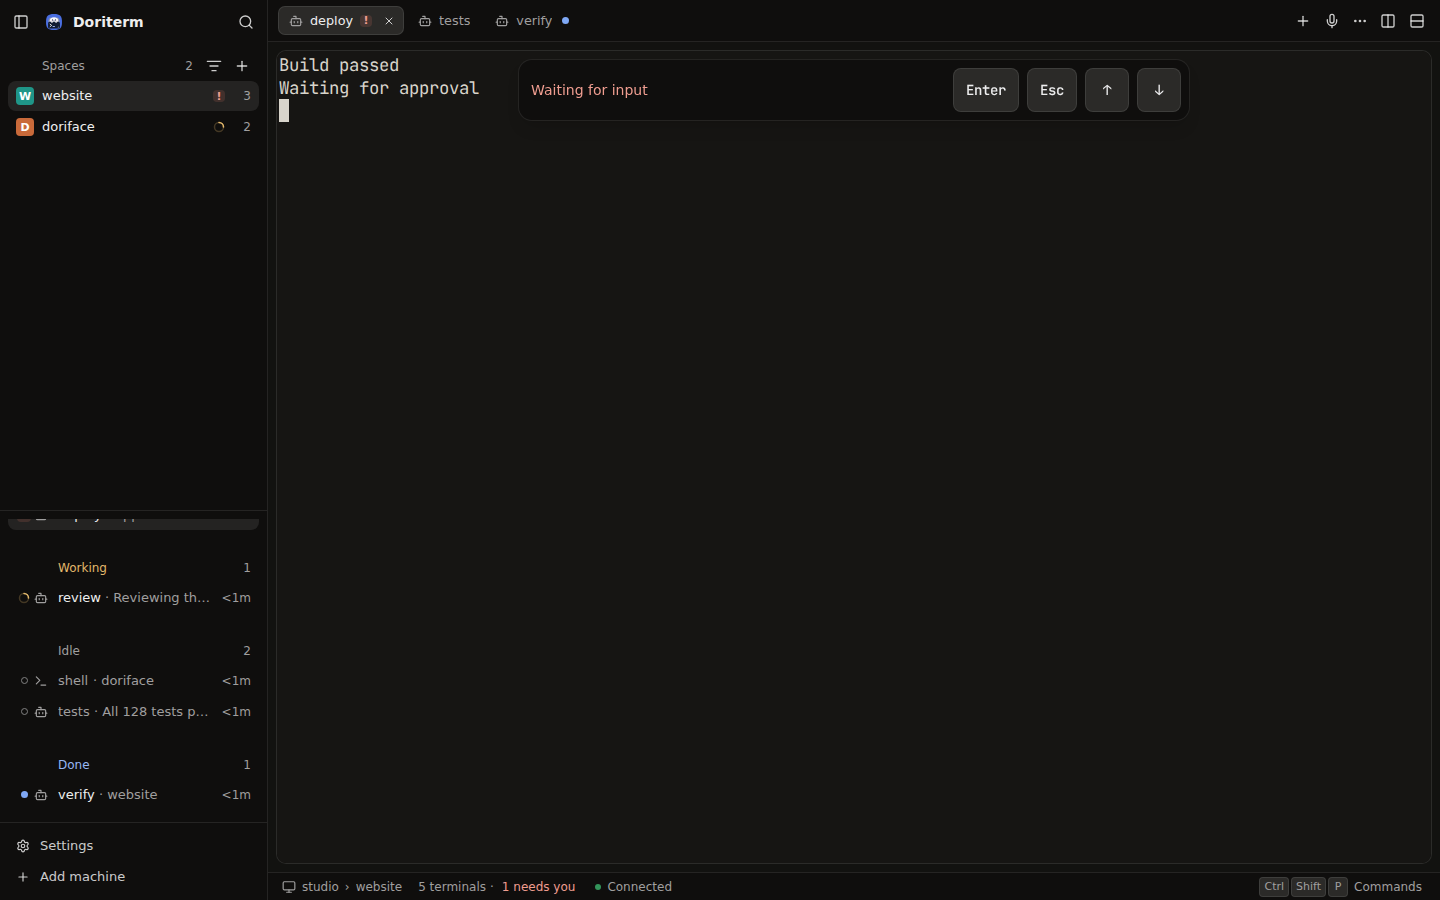 Doriterm
Spaces 2
W website ! 3
D doriface 2
Working 1
review · Reviewing th... <1m
Idle 2
shell · doriface <1m
tests · All 128 tests p... <1m
Done 1
verify · website <1m
Settings
Add machine
deploy ! tests verify
Build passed
Waiting for approval
Waiting for input Enter Esc ↑ ↓
studio › website 5 terminals · 1 needs you Connected Ctrl Shift P Commands